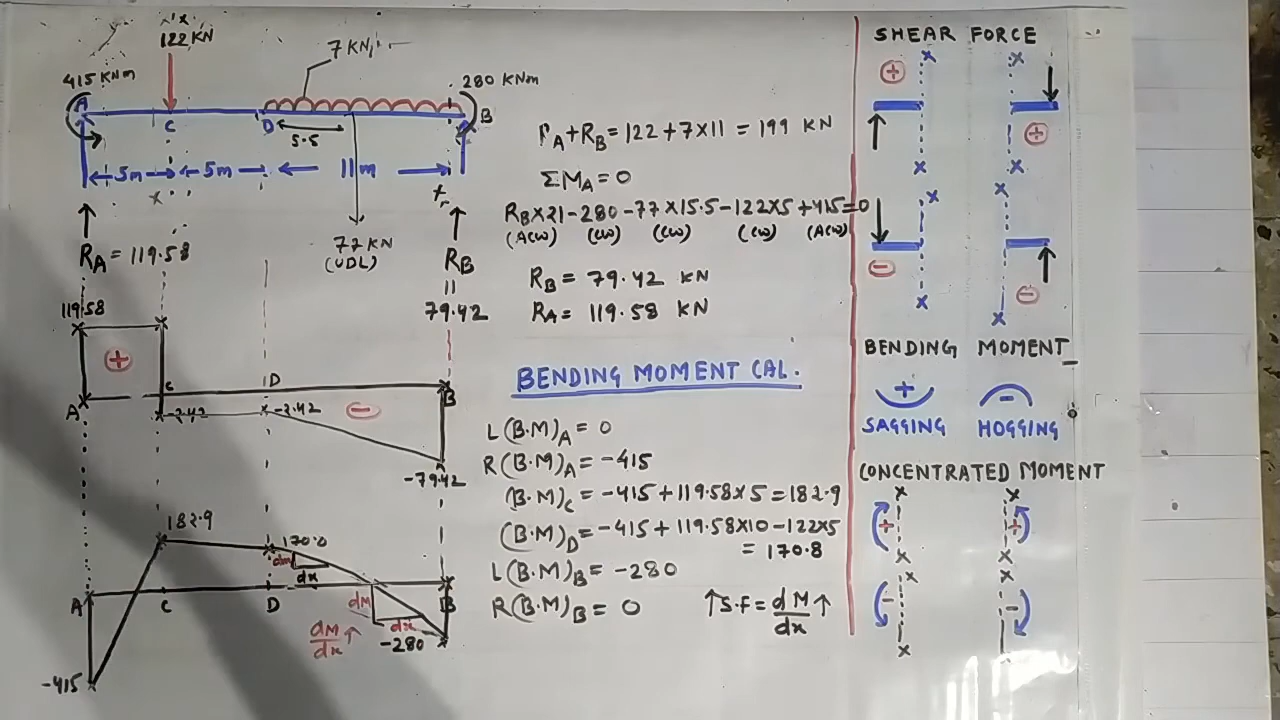 122 KN
7 KN/
415 KNm
280 KNm
A
C
D
B
5.5
5m
5m
11m
77 KN
(UDL)
RA = 119.58
RB
||
79.42
119.58
+
A
C
D
B
-2.42
-2.42
-
-79.42
182.9
170.8
dM
dx
A
C
D
B
dM
dx
dM
dx
↑
-280
-415
RA+RB = 122+7×11 = 199 KN
ΣMA = 0
RB×21-280-77×15.5-122×5+415=0
(ACW) (CW) (CW) (CW) (ACW)
RB = 79.42 KN
RA = 119.58 KN
BENDING MOMENT CAL.
L(B.M)A = 0
R(B.M)A = -415
(B.M)C = -415+119.58×5 = 182.9
(B.M)D = -415+119.58×10-122×5
= 170.8
L(B.M)B = -280
R(B.M)B = 0
↑S.F = dM↑
dx
SHEAR FORCE
+
+
-
-
BENDING MOMENT
+ -
SAGGING HOGGING
CONCENTRATED MOMENT
+ +
- -